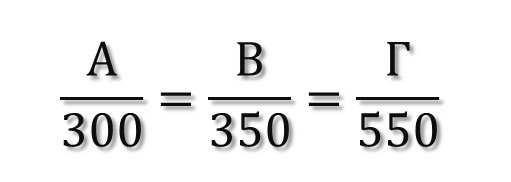 Α/300 = Β/350 = Γ/550